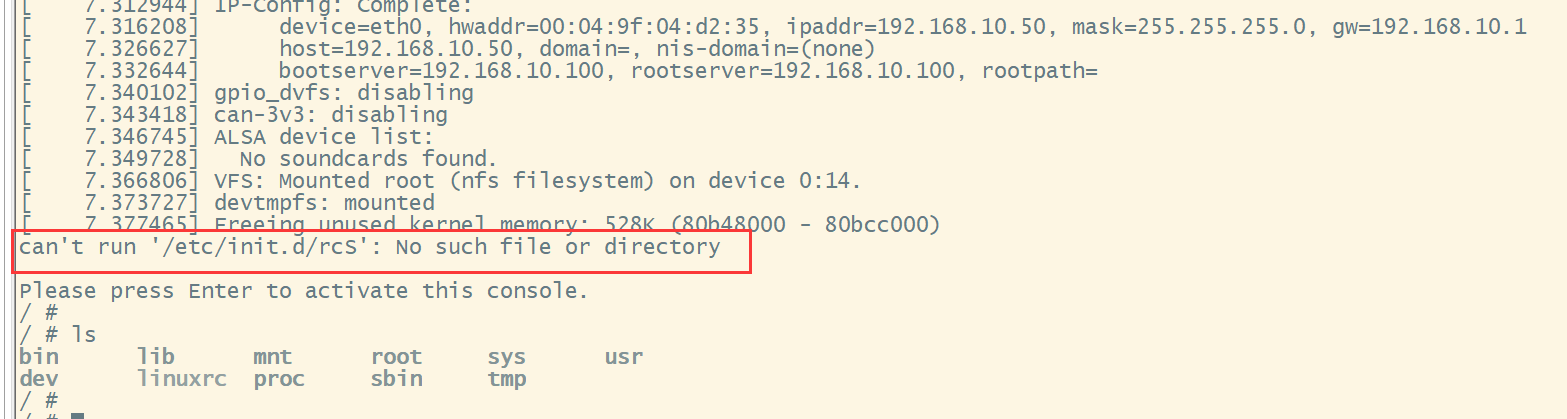 [    7.312944] IP-Config: Complete:
[    7.316208]      device=eth0, hwaddr=00:04:9f:04:d2:35, ipaddr=192.168.10.50, mask=255.255.255.0, gw=192.168.10.1
[    7.326627]      host=192.168.10.50, domain=, nis-domain=(none)
[    7.332644]      bootserver=192.168.10.100, rootserver=192.168.10.100, rootpath=
[    7.340102] gpio_dvfs: disabling
[    7.343418] can-3v3: disabling
[    7.346745] ALSA device list:
[    7.349728]   No soundcards found.
[    7.366806] VFS: Mounted root (nfs filesystem) on device 0:14.
[    7.373727] devtmpfs: mounted
[    7.377465] Freeing unused kernel memory: 528K (80b48000 - 80bcc000)
can't run '/etc/init.d/rcS': No such file or directory
Please press Enter to activate this console.
/ #
/ # ls
bin      lib      mnt      root     sys      usr
dev      linuxrc  proc     sbin     tmp
/ #
/ #